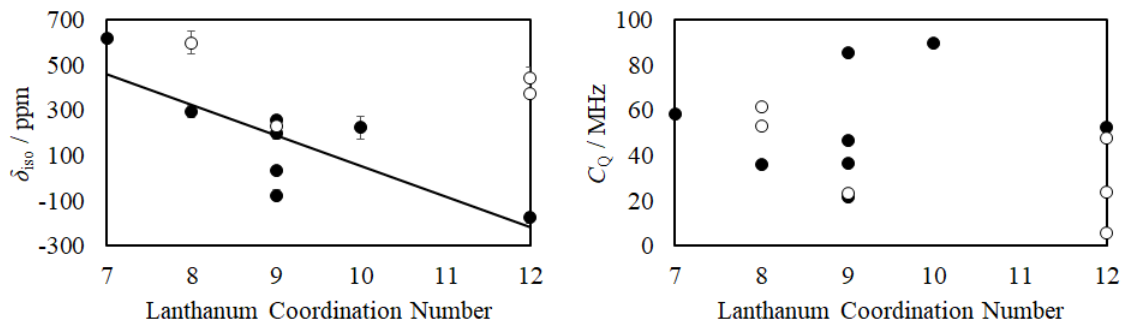 700
500
300
100
-100
-300
δiso / ppm
7 8 9 10 11 12
Lanthanum Coordination Number
100
80
60
40
20
0
CQ / MHz
7 8 9 10 11 12
Lanthanum Coordination Number